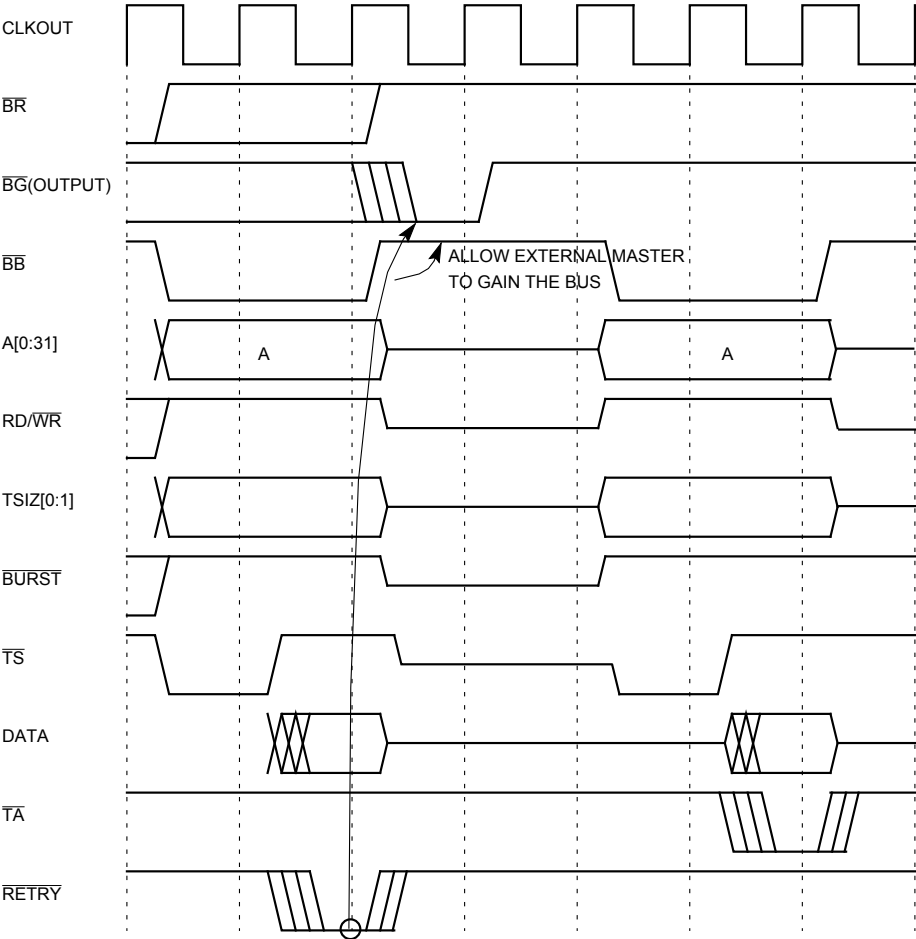 CLKOUT
BR
BG(OUTPUT)
BB
ALLOW EXTERNAL MASTER
TO GAIN THE BUS
A[0:31]
A
A
RD/WR
TSIZ[0:1]
BURST
TS
DATA
TA
RETRY